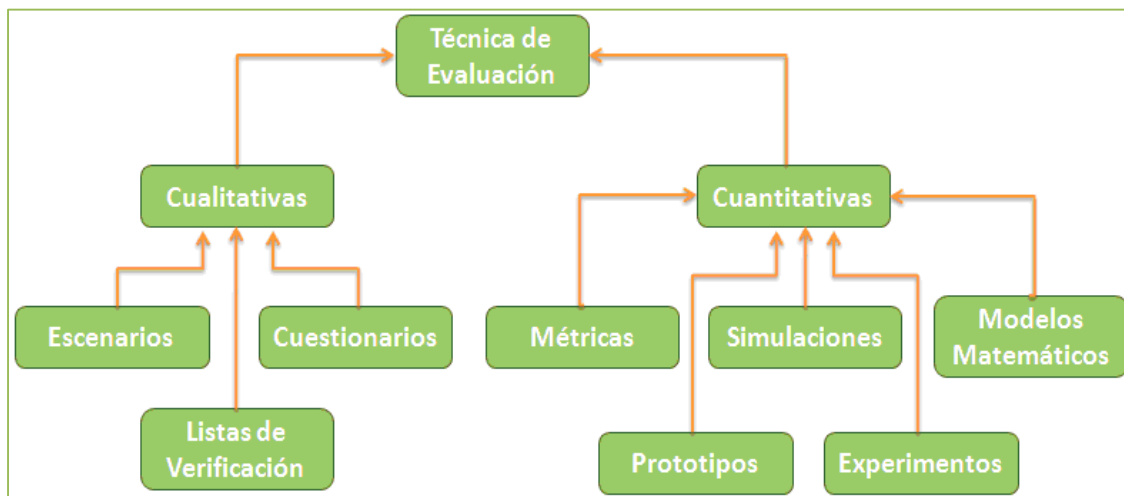 Técnica de
Evaluación
Cualitativas
Cuantitativas
Escenarios
Cuestionarios
Métricas
Simulaciones
Modelos
Matemáticos
Listas de
Verificación
Prototipos
Experimentos